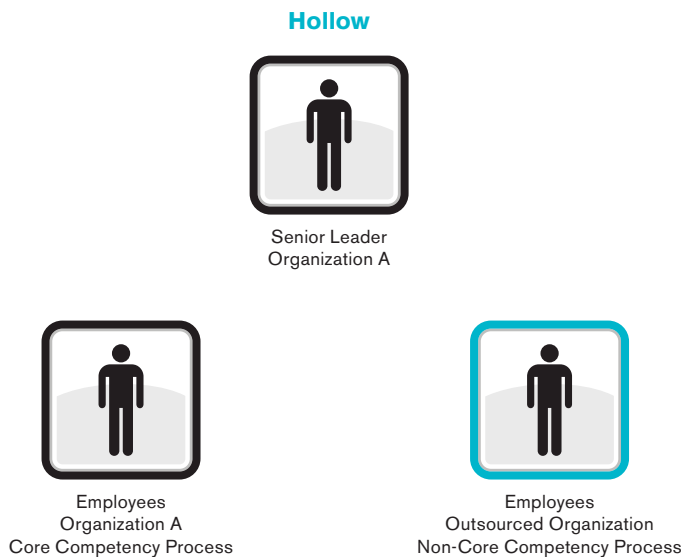 Hollow
Senior Leader
Organization A
Employees
Organization A
Core Competency Process
Employees
Outsourced Organization
Non-Core Competency Process